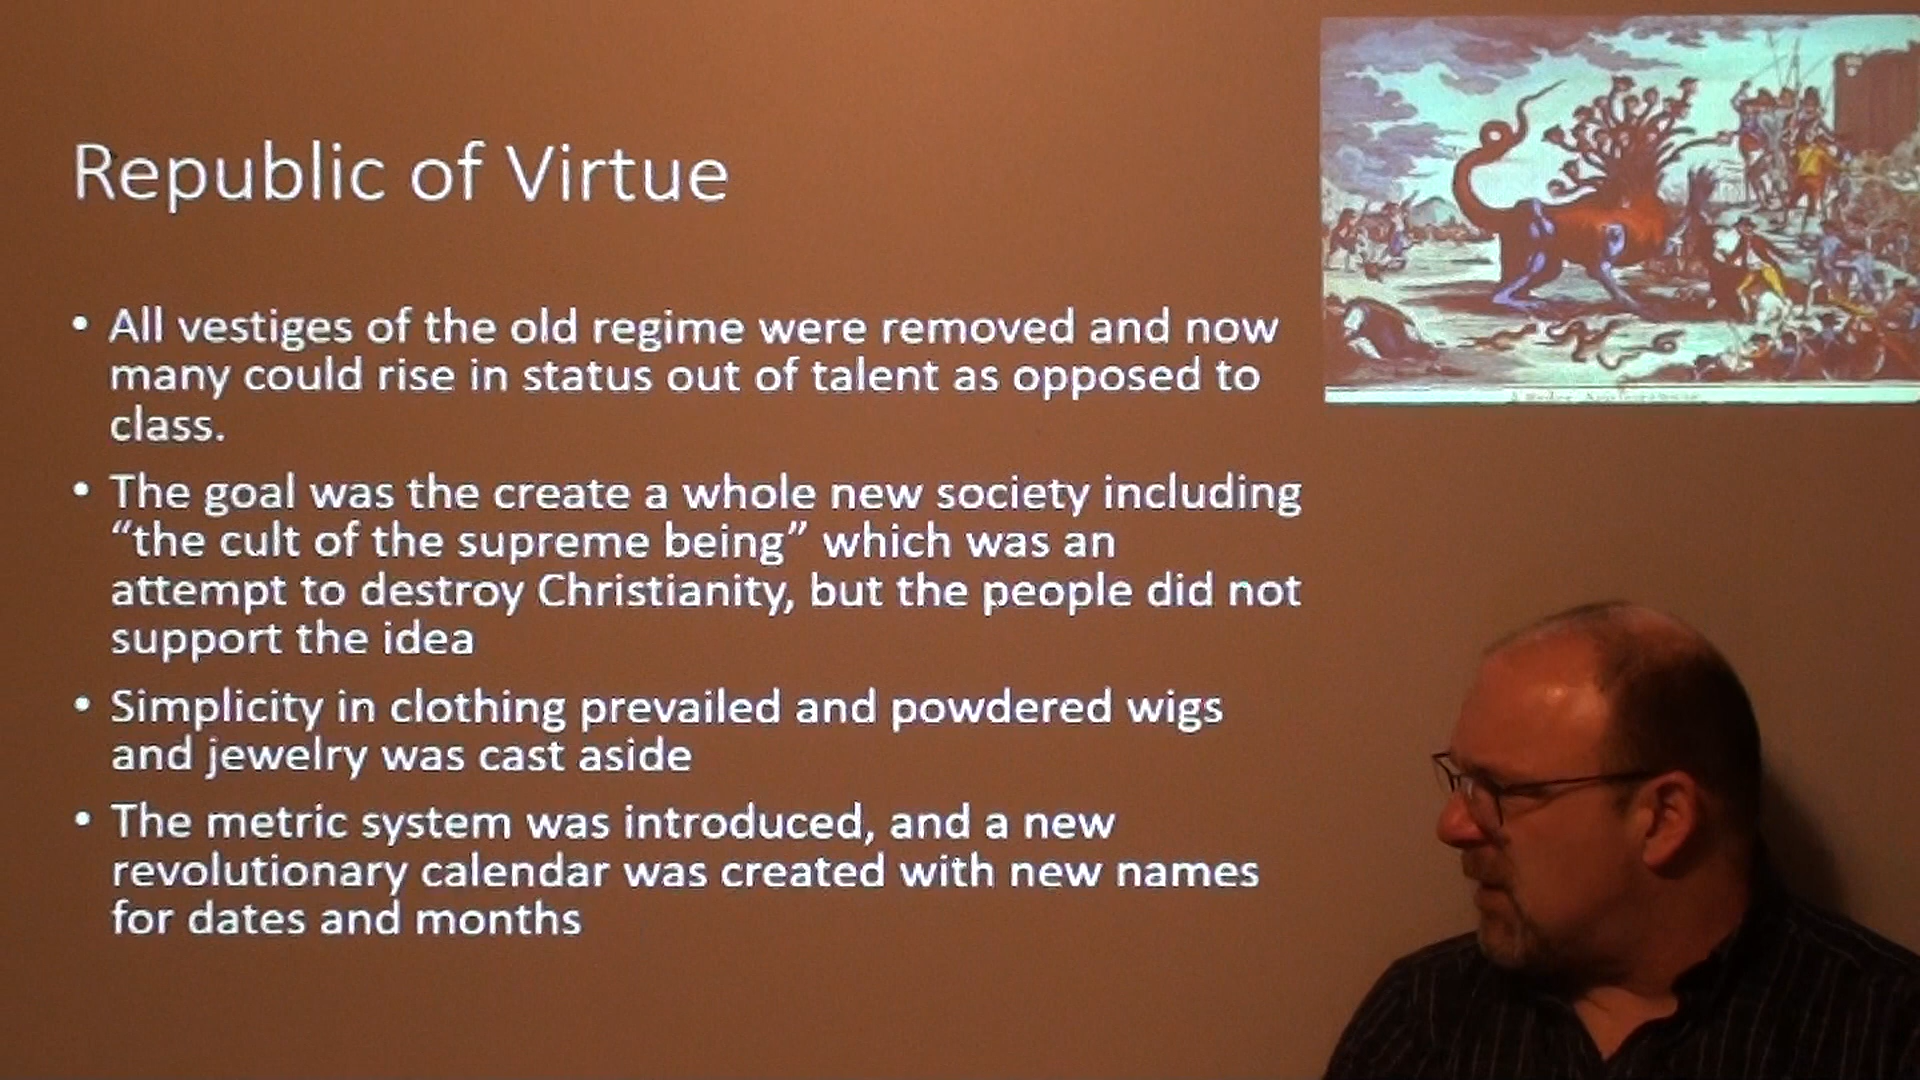 Republic of Virtue
• All vestiges of the old regime were removed and now
many could rise in status out of talent as opposed to
class.
• The goal was the create a whole new society including
“the cult of the supreme being” which was an
attempt to destroy Christianity, but the people did not
support the idea
• Simplicity in clothing prevailed and powdered wigs
and jewelry was cast aside
• The metric system was introduced, and a new
revolutionary calendar was created with new names
for dates and months